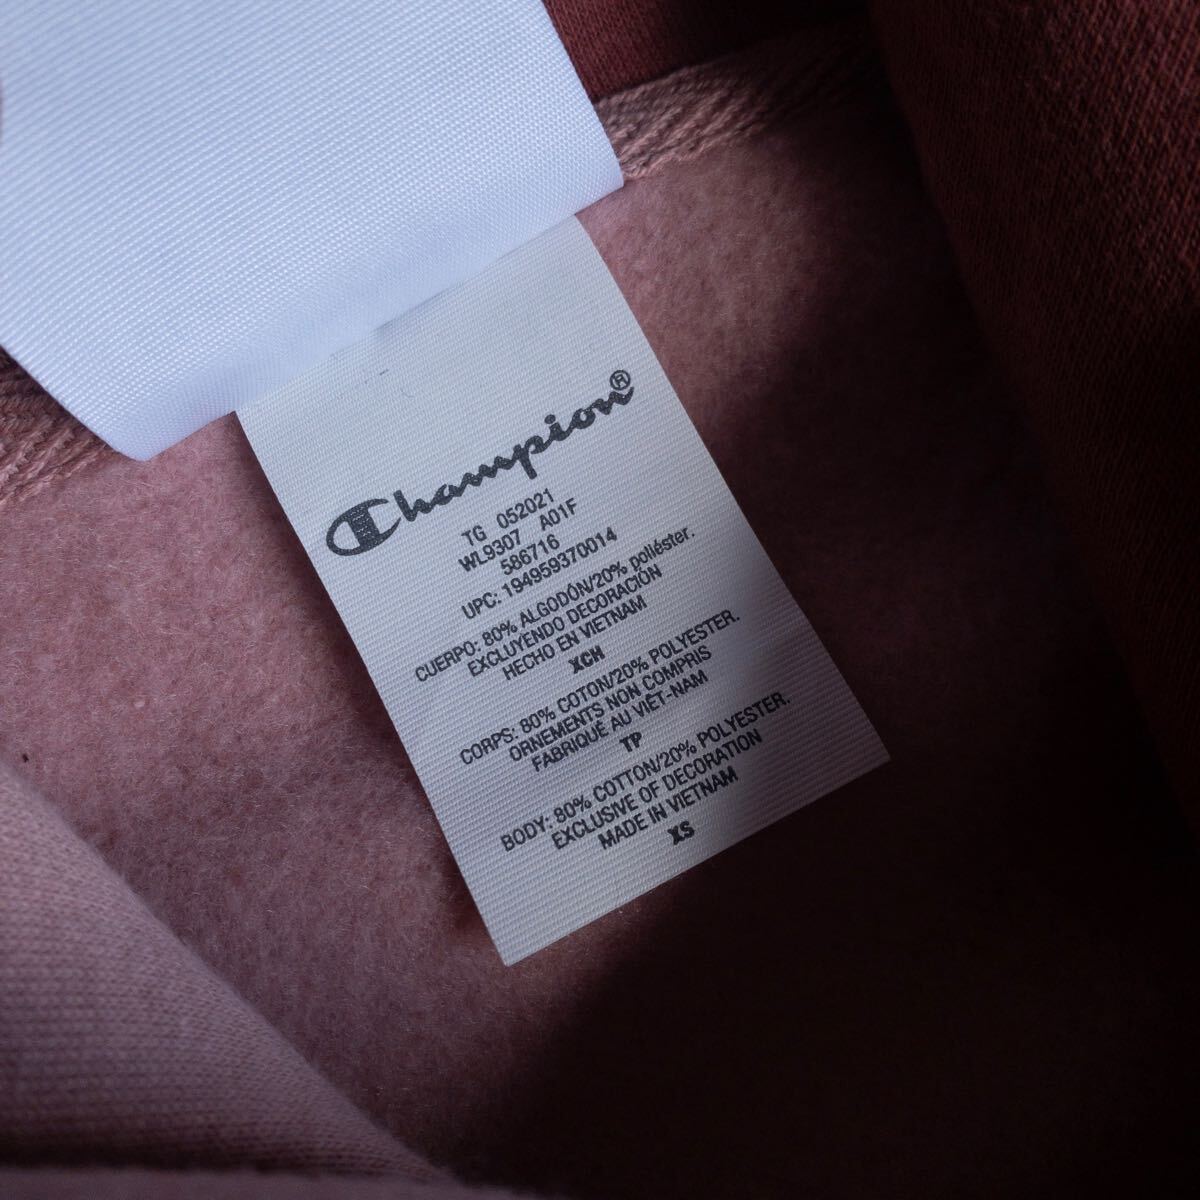 Champion®
TG 052021
WL9307 A01F
586716
UPC: 194959370014
CUERPO: 80% ALGODÓN/20% poliéster.
EXCLUYENDO DECORACIÓN
HECHO EN VIETNAM
XCH
CORPS: 80% COTON/20% POLYESTER.
ORNEMENTS NON COMPRIS
FABRIQUÉ AU VIÊT-NAM
TP
BODY: 80% COTTON/20% POLYESTER.
EXCLUSIVE OF DECORATION
MADE IN VIETNAM
XS